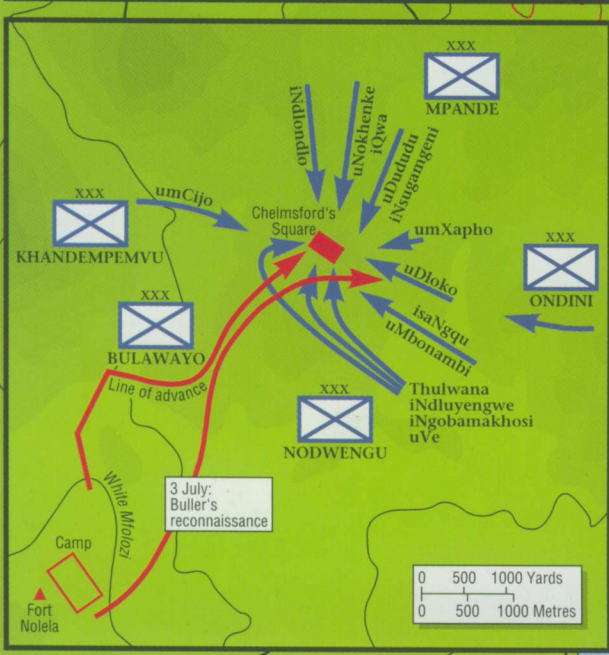 XXX
MPANDE
iNdlondlo
uNokhenke
iQwa
uDududu
iNsugamgeni
umCijo
XXX
KHANDEMPEMVU
Chelmsford's
Square
umXapho
XXX
ONDINI
uDloko
XXX
BULAWAYO
isaNgqu
uMbonambi
Line of advance
XXX
NODWENGU
Thulwana
iNdluyengwe
iNgobamakhosi
uVe
White Mfolozi
3 July:
Buller's
reconnaissance
Camp
Fort
Nolela
0 500 1000 Yards
0 500 1000 Metres